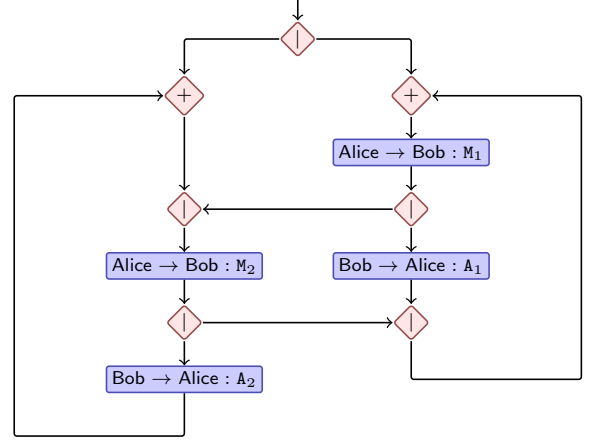 |
+
+
Alice → Bob : M₁
|
|
Alice → Bob : M₂
Bob → Alice : A₁
|
|
Bob → Alice : A₂